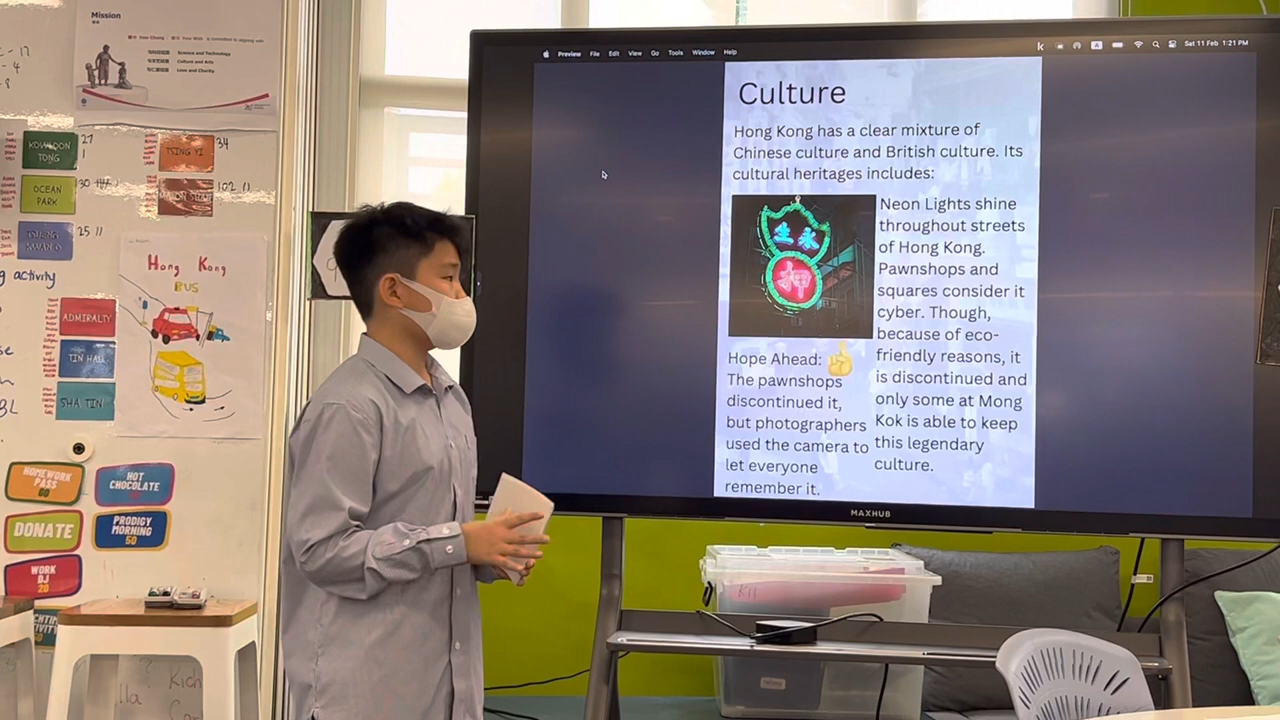 Mission
Science and Technology
Culture and Arts
Love and Charity
KOWLOON
TONG
27
1
TSING YI
34
OCEAN
PARK
30
102 11
25 11
activity
Hong Kong
BUS
ADMIRALTY
TIN HAU
SHA TIN
HOMEWORK
PASS
60
HOT
CHOCOLATE
DONATE
PRODIGY
MORNING
50
WORK
DJ
20
Preview File Edit View Go Tools Window Help
Sat 11 Feb 1:21 PM
Culture
Hong Kong has a clear mixture of
Chinese culture and British culture. Its
cultural heritages includes:
生永
押
Neon Lights shine
throughout streets
of Hong Kong.
Pawnshops and
squares consider it
cyber. Though,
because of eco-
friendly reasons, it
is discontinued and
only some at Mong
Kok is able to keep
this legendary
culture.
Hope Ahead:
The pawnshops
discontinued it,
but photographers
used the camera to
let everyone
remember it.
MAXHUB